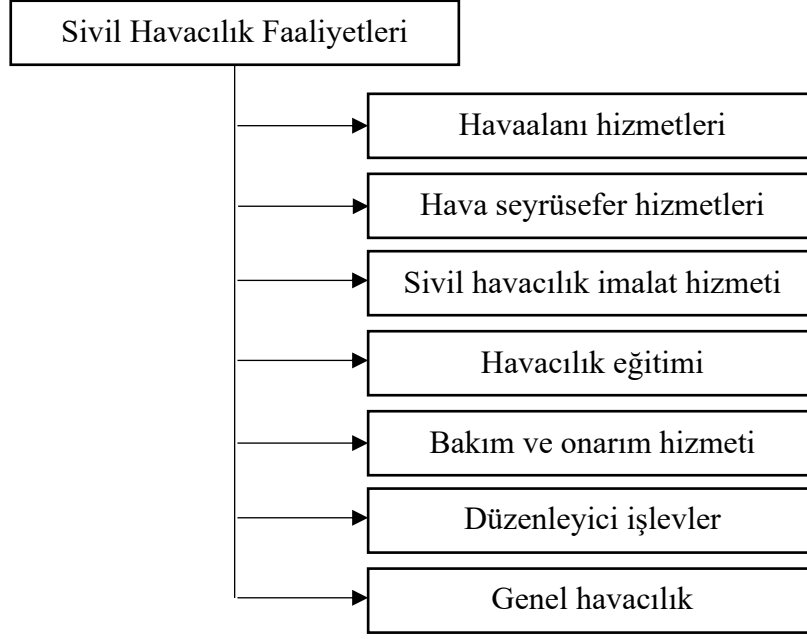 Sivil Havacılık Faaliyetleri
Havaalanı hizmetleri
Hava seyrüsefer hizmetleri
Sivil havacılık imalat hizmeti
Havacılık eğitimi
Bakım ve onarım hizmeti
Düzenleyici işlevler
Genel havacılık